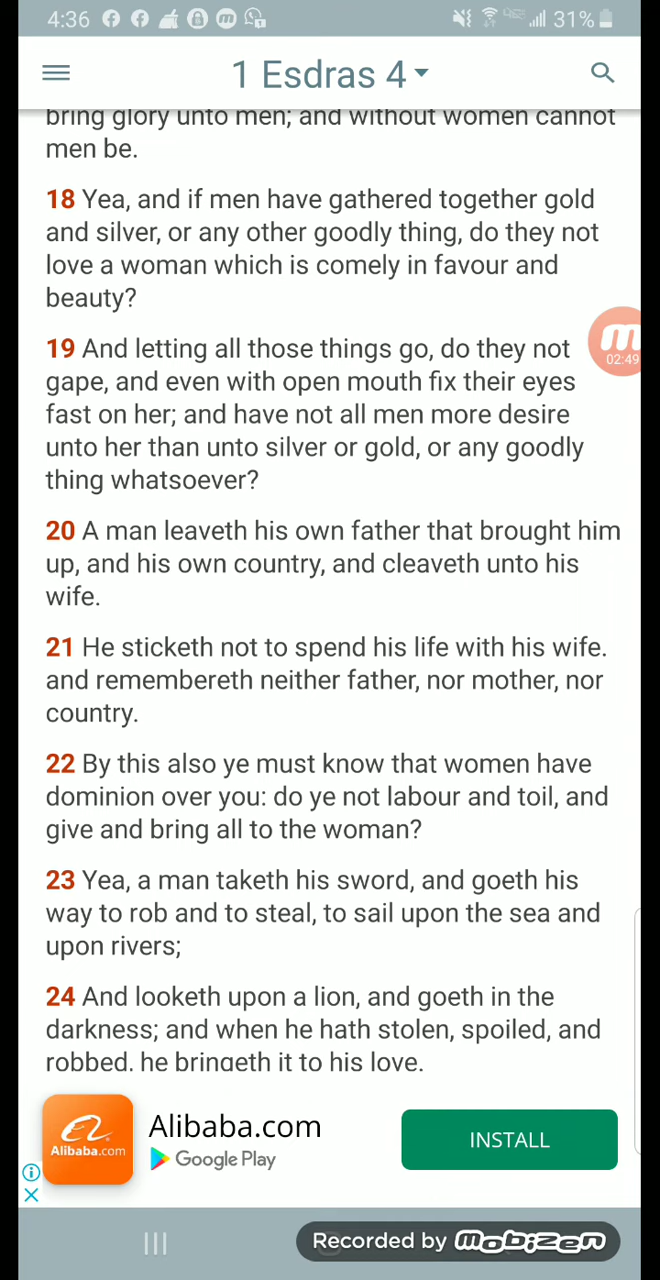 4:36
31%
1 Esdras 4
bring glory unto men; and without women cannot
men be.
18 Yea, and if men have gathered together gold
and silver, or any other goodly thing, do they not
love a woman which is comely in favour and
beauty?
19 And letting all those things go, do they not
gape, and even with open mouth fix their eyes
fast on her; and have not all men more desire
unto her than unto silver or gold, or any goodly
thing whatsoever?
02:49
20 A man leaveth his own father that brought him
up, and his own country, and cleaveth unto his
wife.
21 He sticketh not to spend his life with his wife.
and remembereth neither father, nor mother, nor
country.
22 By this also ye must know that women have
dominion over you: do ye not labour and toil, and
give and bring all to the woman?
23 Yea, a man taketh his sword, and goeth his
way to rob and to steal, to sail upon the sea and
upon rivers;
24 And looketh upon a lion, and goeth in the
darkness; and when he hath stolen, spoiled, and
robbed, he bringeth it to his love.
Alibaba.com
Alibaba.com
Google Play
INSTALL
Recorded by mobizen